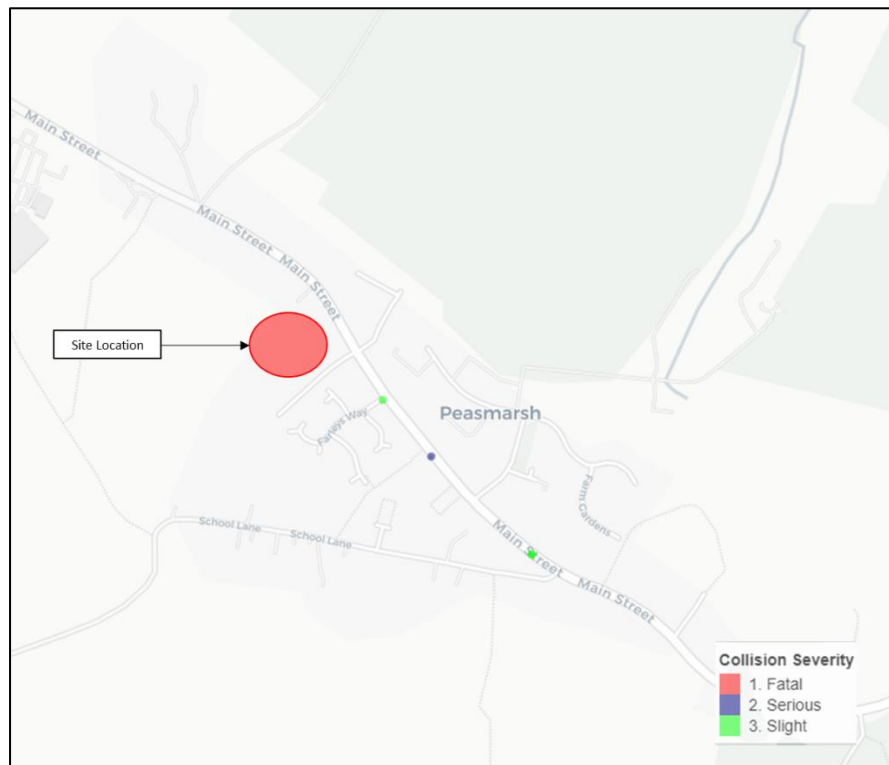 Main Street
Main Street
Main Street
Site Location
Peasmarsh
Farleys Way
Farm Gardens
School Lane
School Lane
Main Street
Main Street
Collision Severity
1. Fatal
2. Serious
3. Slight